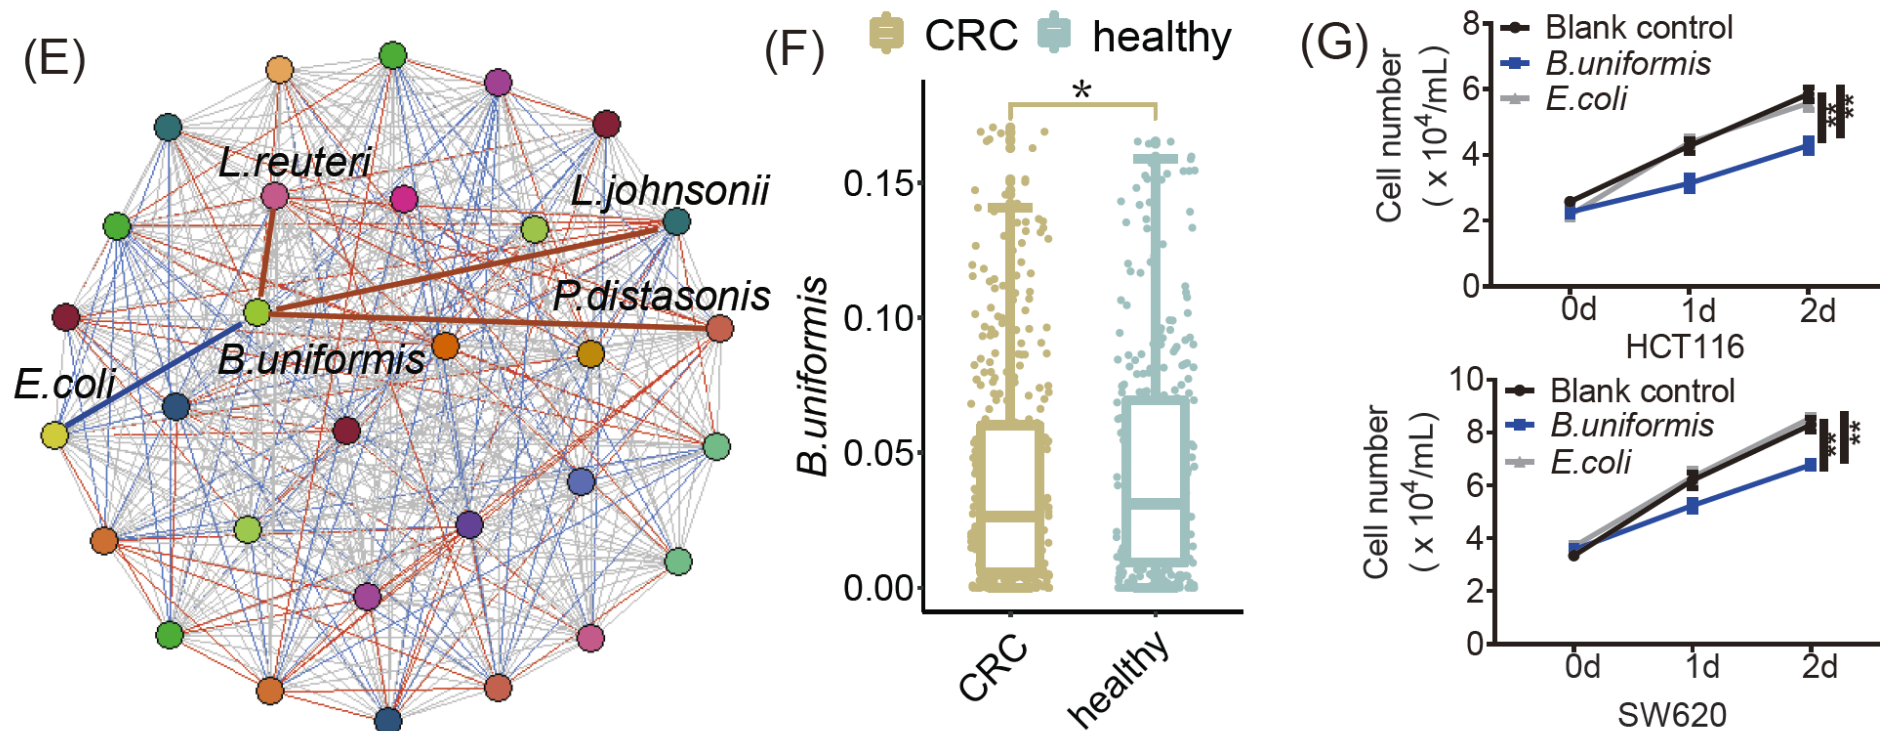 (E)
L.reuteri
L.johnsonii
P.distasonis
B.uniformis
E.coli
(F)
CRC healthy
*
B.uniformis
0.15
0.10
0.05
0.00
CRC
healthy
(G)
Cell number
( x 10⁴/mL)
8
6
4
2
0
Blank control
B.uniformis
E.coli
**
**
0d 1d 2d
HCT116
Cell number
( x 10⁴/mL)
10
8
6
4
2
0
Blank control
B.uniformis
E.coli
**
**
0d 1d 2d
SW620